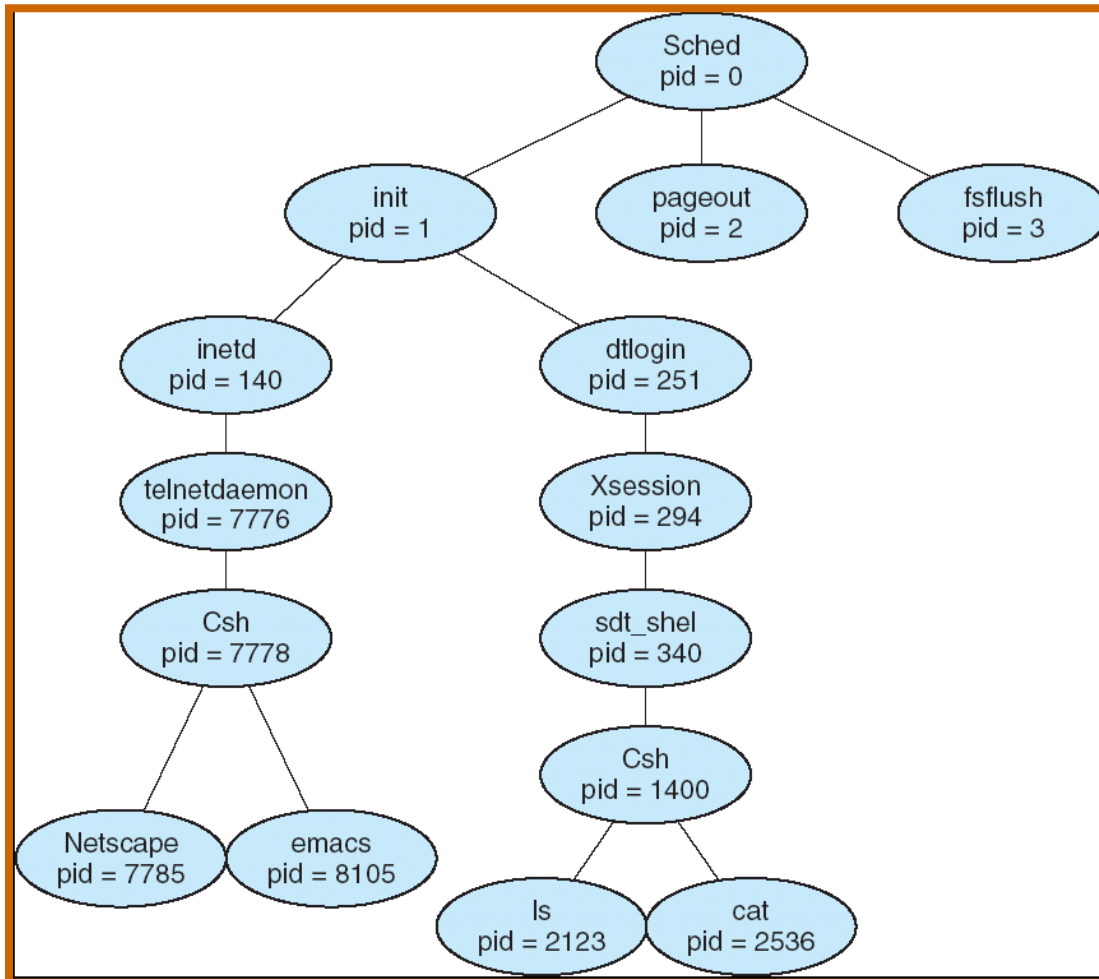 Sched
pid = 0
init
pid = 1
pageout
pid = 2
fsflush
pid = 3
inetd
pid = 140
dtlogin
pid = 251
telnetdaemon
pid = 7776
Xsession
pid = 294
Csh
pid = 7778
sdt_shel
pid = 340
Csh
pid = 1400
Netscape
pid = 7785
emacs
pid = 8105
ls
pid = 2123
cat
pid = 2536